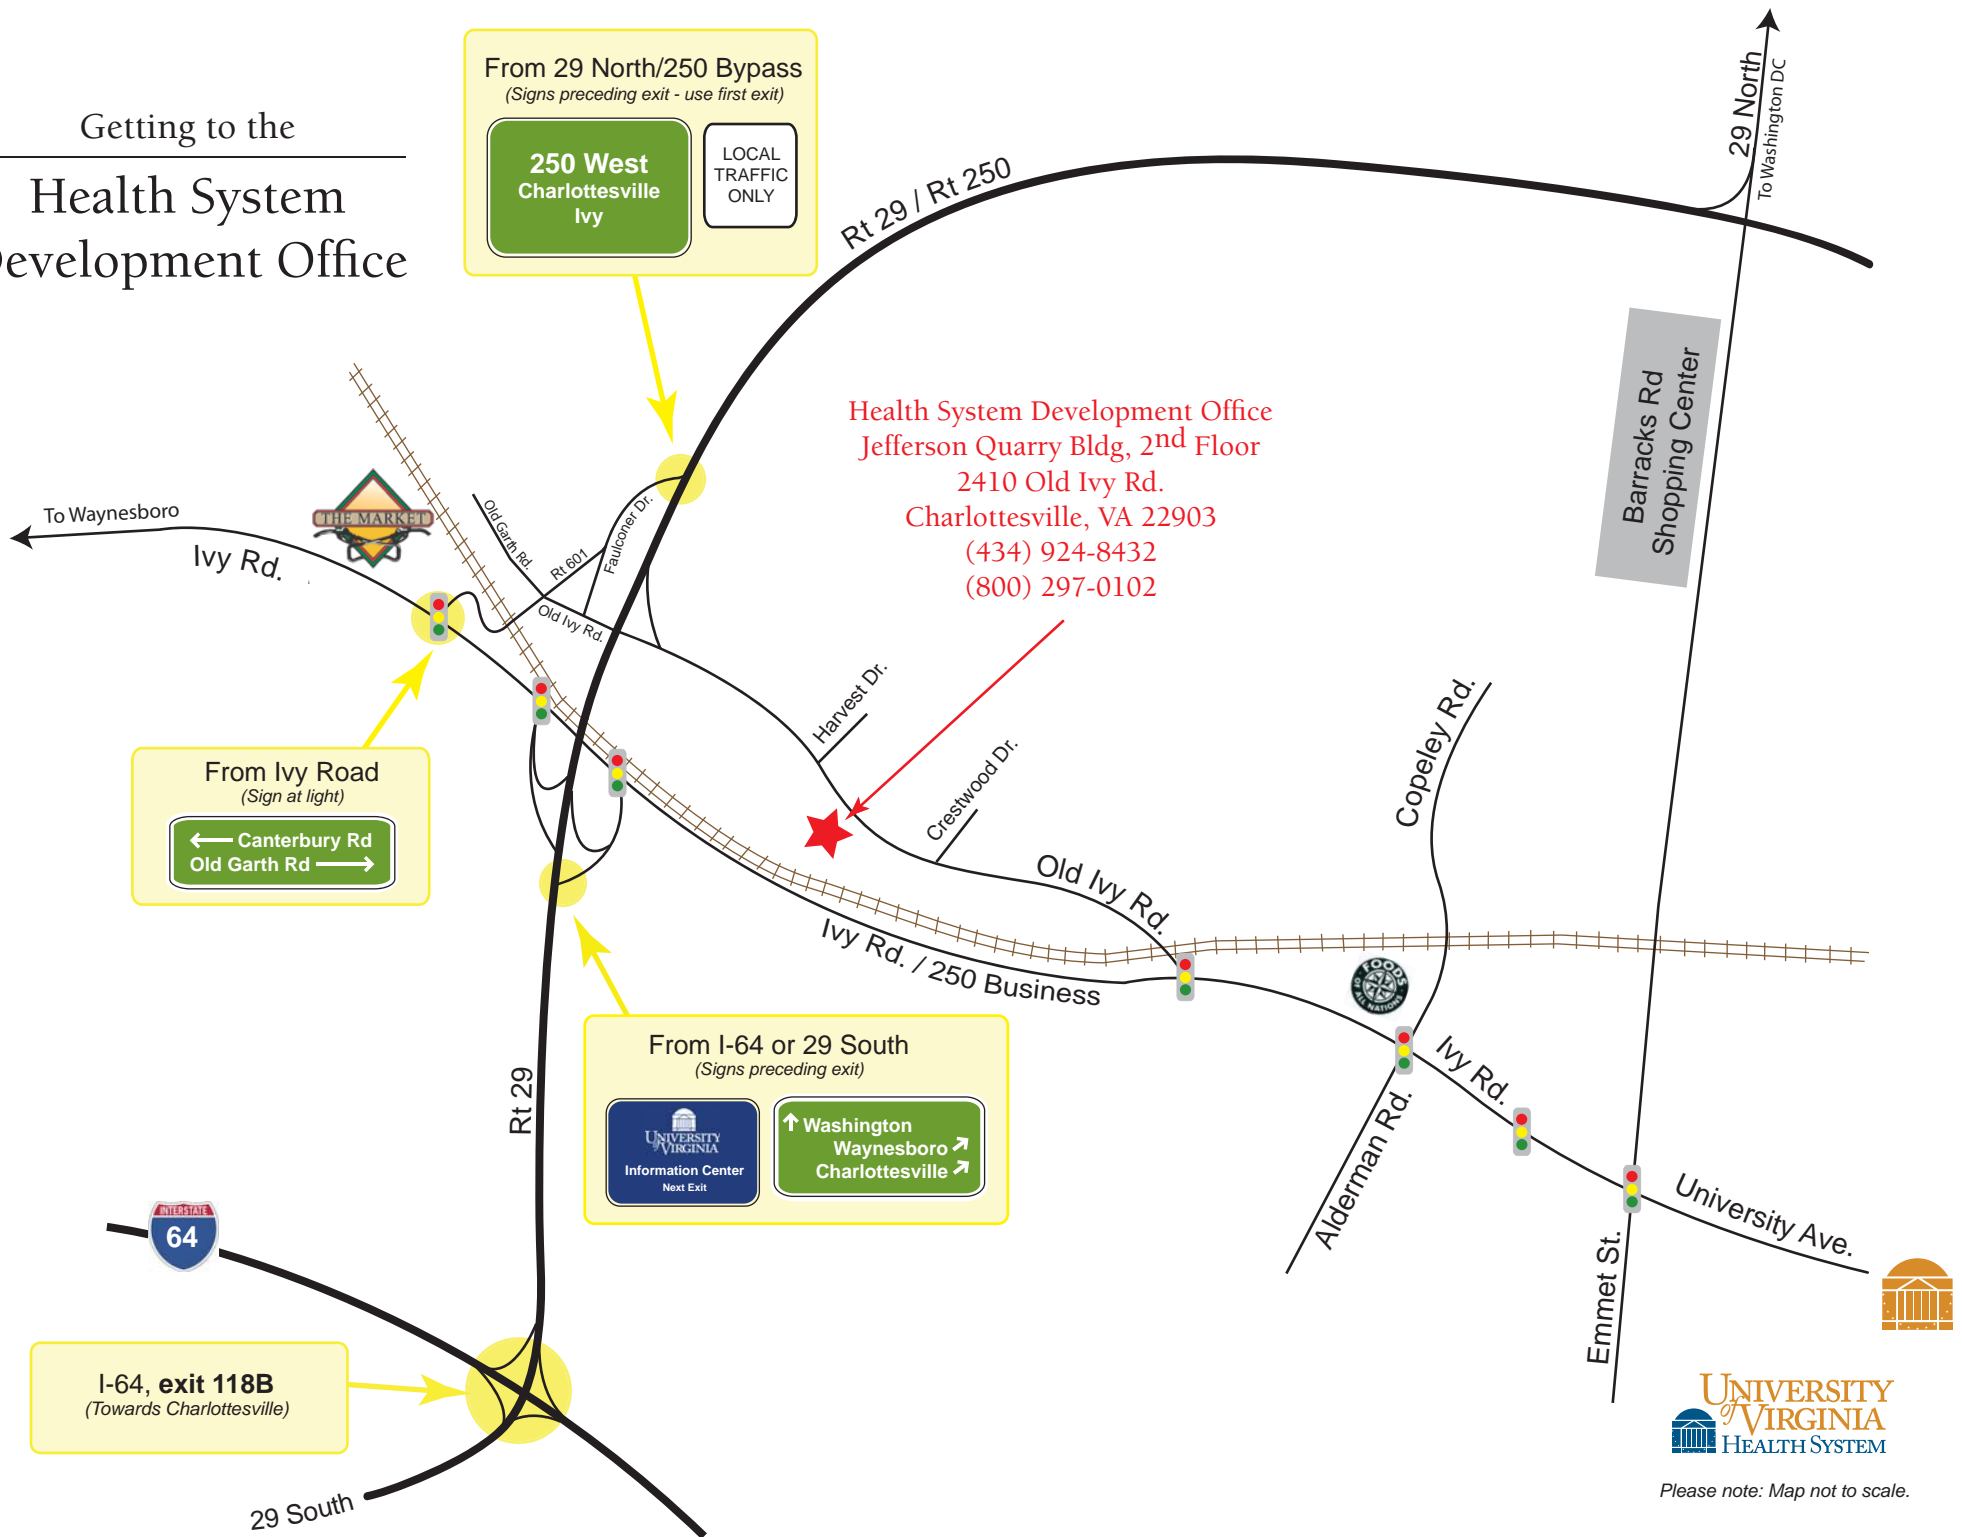 Getting to the
Health System
Development Office
From 29 North/250 Bypass
(Signs preceding exit - use first exit)
250 West
Charlottesville
Ivy
LOCAL
TRAFFIC
ONLY
Rt 29 / Rt 250
29 North
To Washington DC
Barracks Rd
Shopping Center
Health System Development Office
Jefferson Quarry Bldg, 2nd Floor
2410 Old Ivy Rd.
Charlottesville, VA 22903
(434) 924-8432
(800) 297-0102
To Waynesboro
Ivy Rd.
THE MARKET
Old Garth Rd.
Rt 601
Faulconer Dr.
Old Ivy Rd.
Harvest Dr.
Crestwood Dr.
Copeley Rd.
From Ivy Road
(Sign at light)
Canterbury Rd
Old Garth Rd
Old Ivy Rd.
Ivy Rd. / 250 Business
FOODS
OF ALL NATIONS
From I-64 or 29 South
(Signs preceding exit)
UNIVERSITY
of VIRGINIA
Information Center
Next Exit
Washington
Waynesboro
Charlottesville
Rt 29
Ivy Rd.
Alderman Rd.
University Ave.
Emmet St.
INTERSTATE
64
I-64, exit 118B
(Towards Charlottesville)
29 South
UNIVERSITY
of VIRGINIA
HEALTH SYSTEM
Please note: Map not to scale.